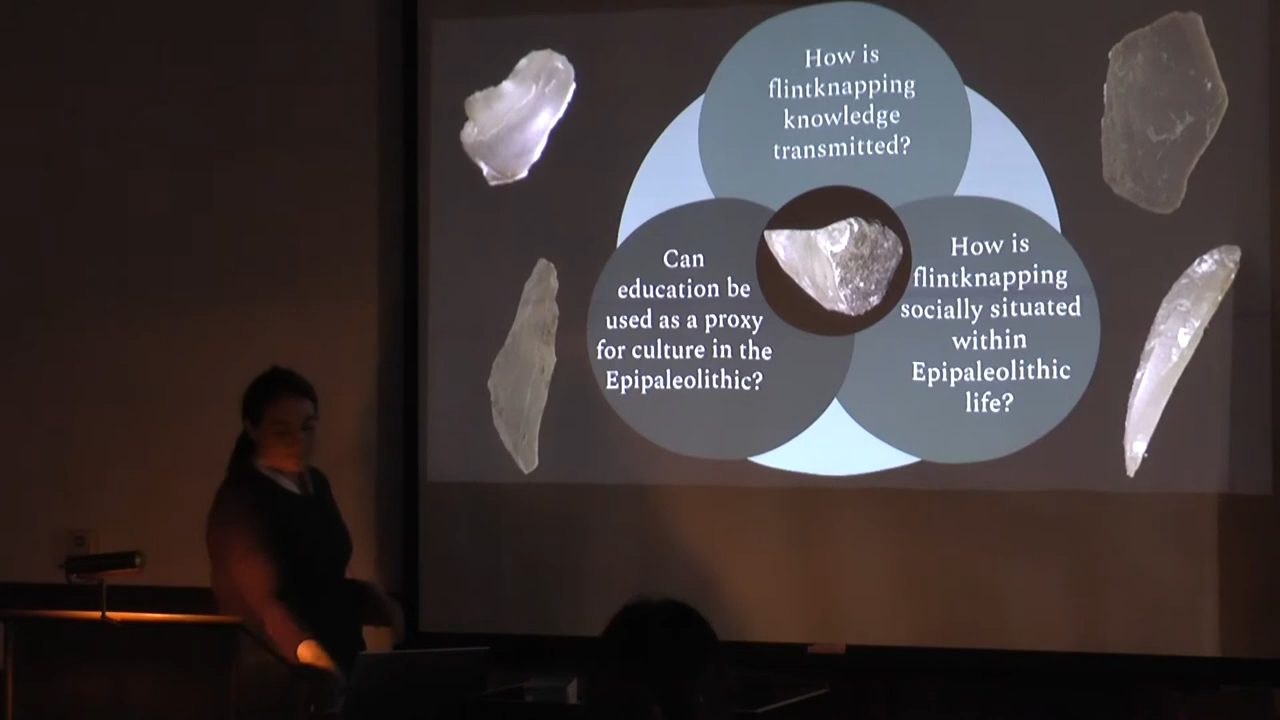 How is
flintknapping
knowledge
transmitted?
Can
education be
used as a proxy
for culture in the
Epipaleolithic?
How is
flintknapping
socially situated
within
Epipaleolithic
life?